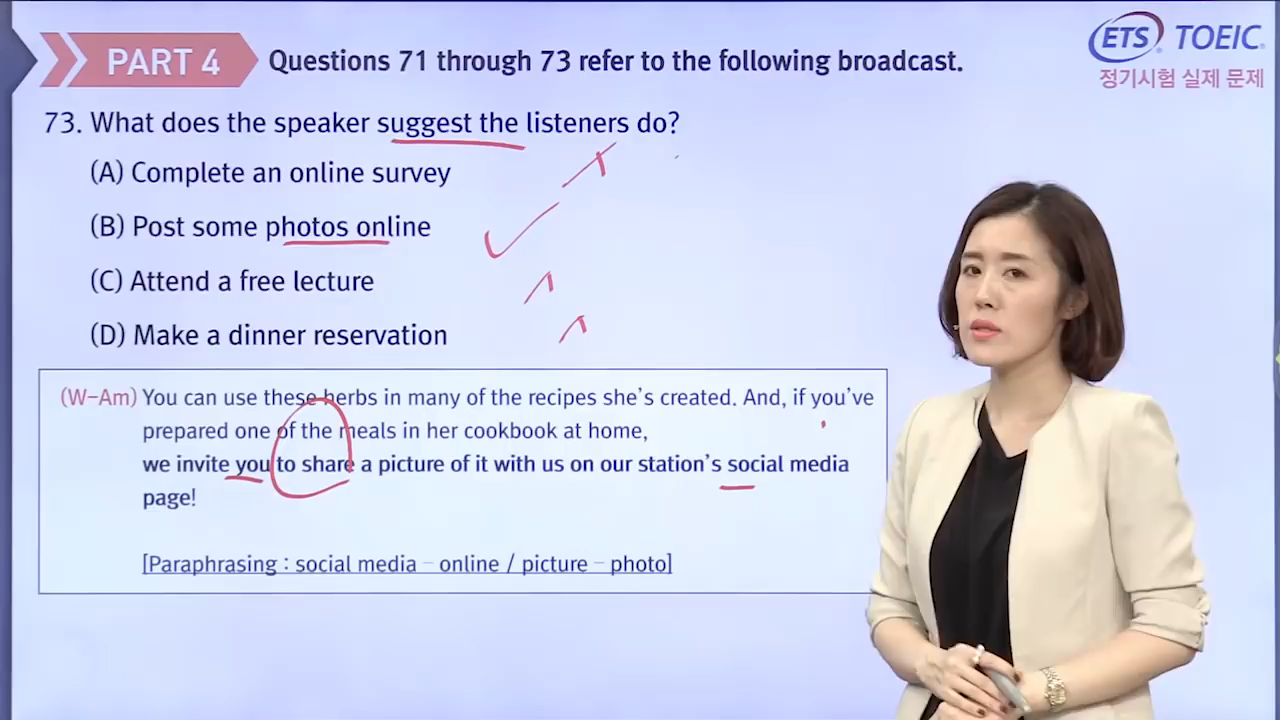 PART 4
Questions 71 through 73 refer to the following broadcast.
ETS TOEIC
정기시험 실제 문제
73. What does the speaker suggest the listeners do?
(A) Complete an online survey
(B) Post some photos online
(C) Attend a free lecture
(D) Make a dinner reservation
(W-Am) You can use these herbs in many of the recipes she's created. And, if you've
prepared one of the meals in her cookbook at home,
we invite you to share a picture of it with us on our station's social media
page!
[Paraphrasing : social media – online / picture – photo]